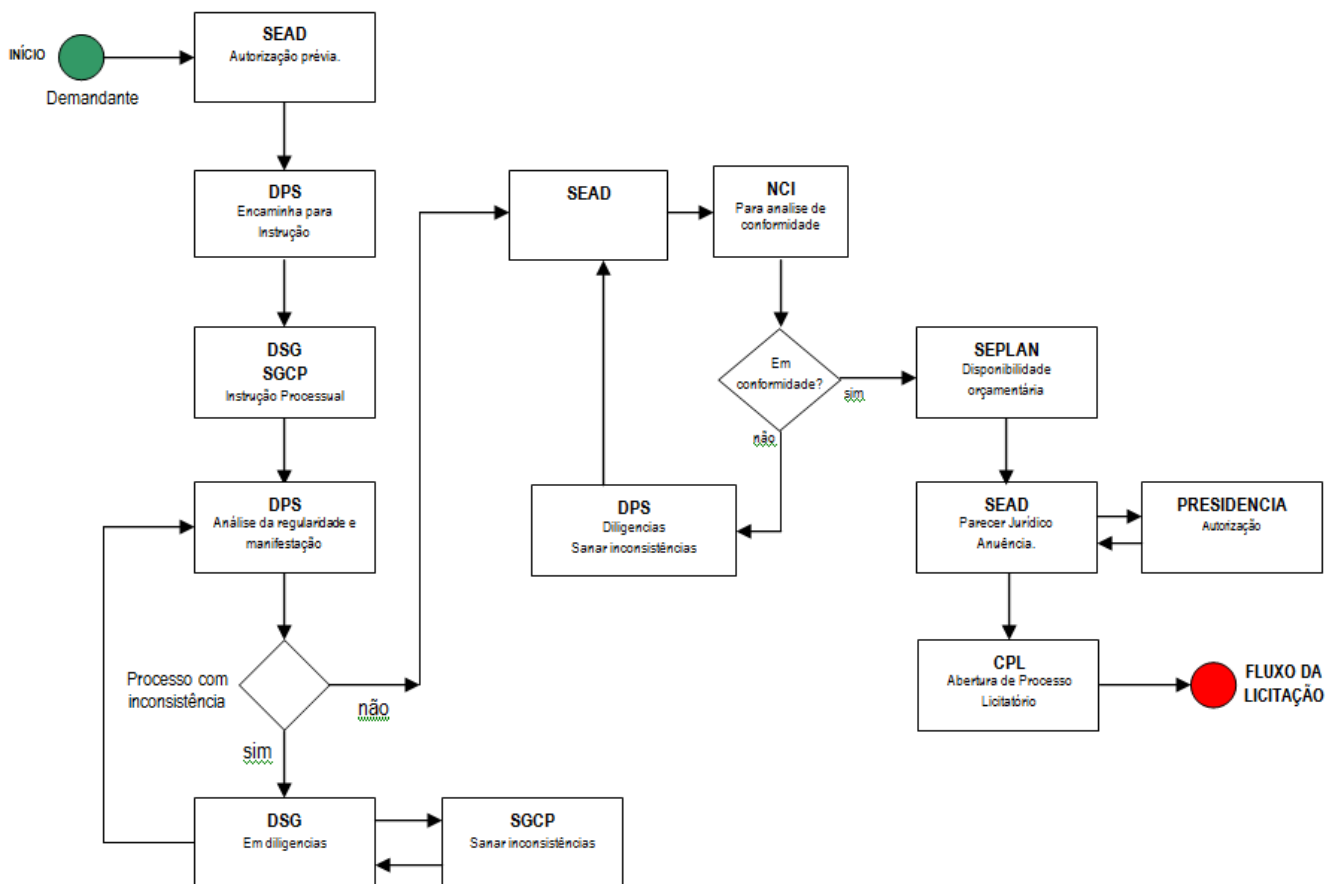 INÍCIO
Demandante
SEAD
Autorização prévia.
DPS
Encaminha para
Instrução
DSG
SGCP
Instrução Processual
DPS
Análise da regularidade e
manifestação
Processo com
inconsistência
não
sim
DSG
Em diligencias
SGCP
Sanar inconsistências
SEAD
NCI
Para analise de
conformidade
Em
conformidade?
sim
não
DPS
Diligencias
Sanar inconsistências
SEPLAN
Disponibilidade
orçamentária
SEAD
Parecer Jurídico
Anuência.
PRESIDENCIA
Autorização
CPL
Abertura de Processo
Licitatório
FLUXO DA
LICITAÇÃO